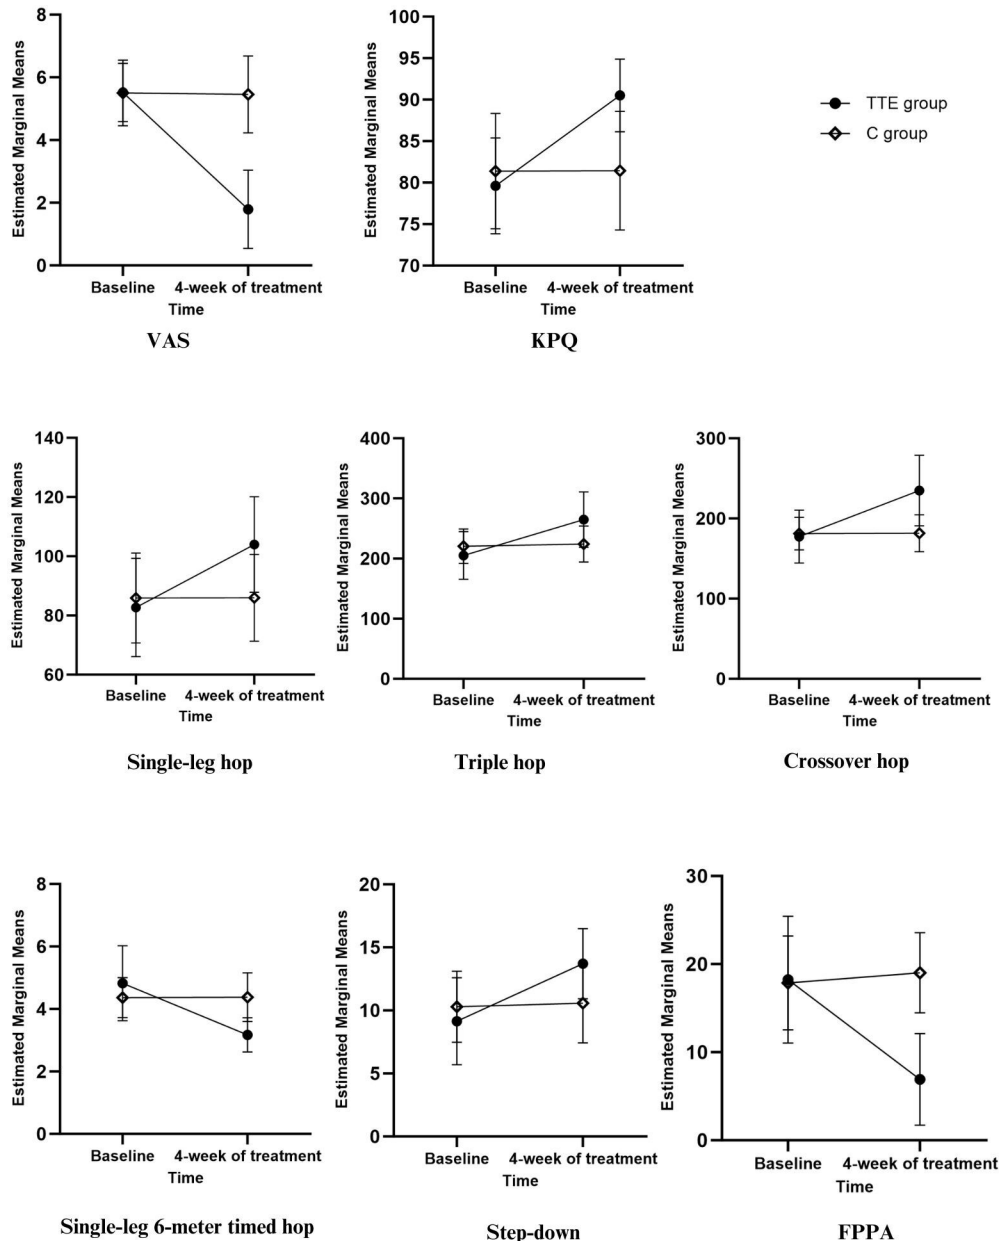 Estimated Marginal Means
8
6
4
2
0
Baseline 4-week of treatment
Time
VAS
Estimated Marginal Means
100
95
90
85
80
75
70
Baseline 4-week of treatment
Time
KPQ
TTE group
C group
Estimated Marginal Means
140
120
100
80
60
Baseline 4-week of treatment
Time
Single-leg hop
Estimated Marginal Means
400
300
200
100
0
Baseline 4-week of treatment
Time
Triple hop
Estimated Marginal Means
300
200
100
0
Baseline 4-week of treatment
Time
Crossover hop
Estimated Marginal Means
8
6
4
2
0
Baseline 4-week of treatment
Time
Single-leg 6-meter timed hop
Estimated Marginal Means
20
15
10
5
0
Baseline 4-week of treatment
Time
Step-down
Estimated Marginal Means
30
20
10
0
Baseline 4-week of treatment
Time
FPPA